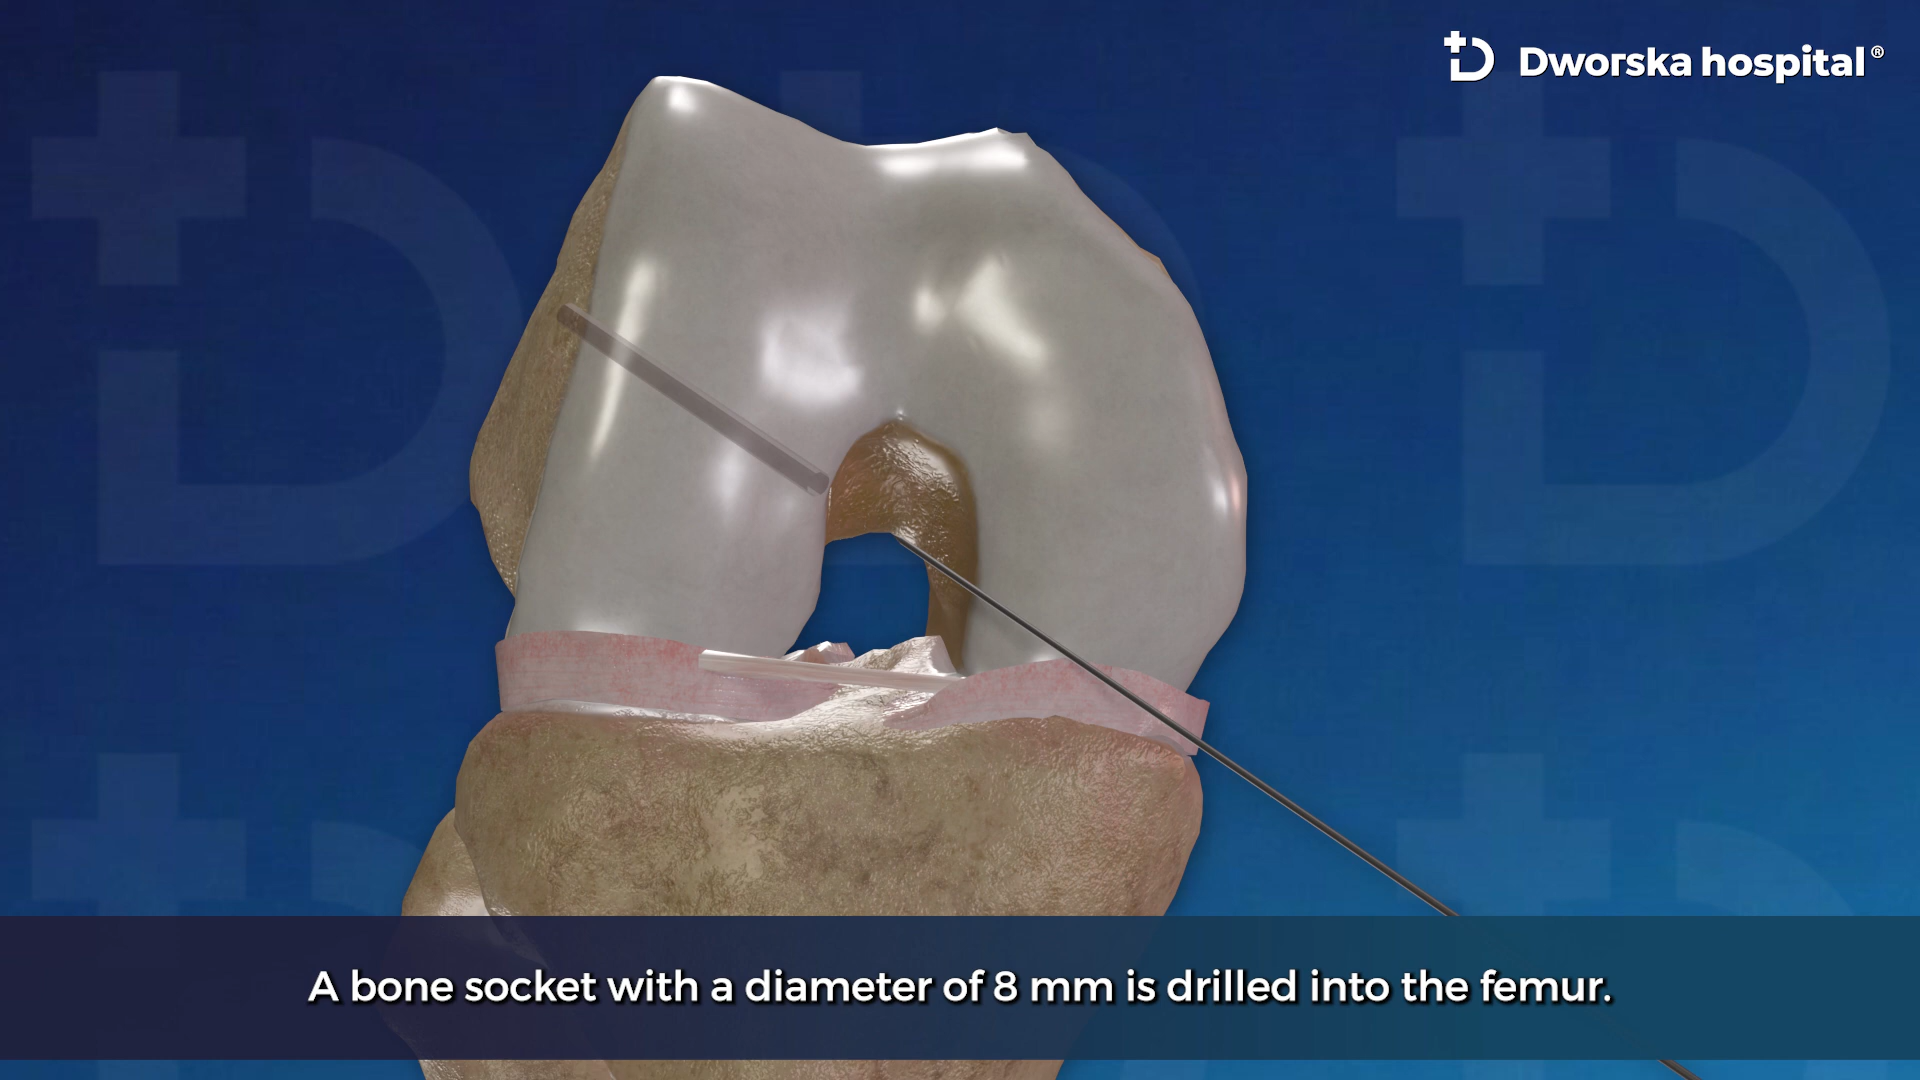 Dworska hospital®
A bone socket with a diameter of 8 mm is drilled into the femur.